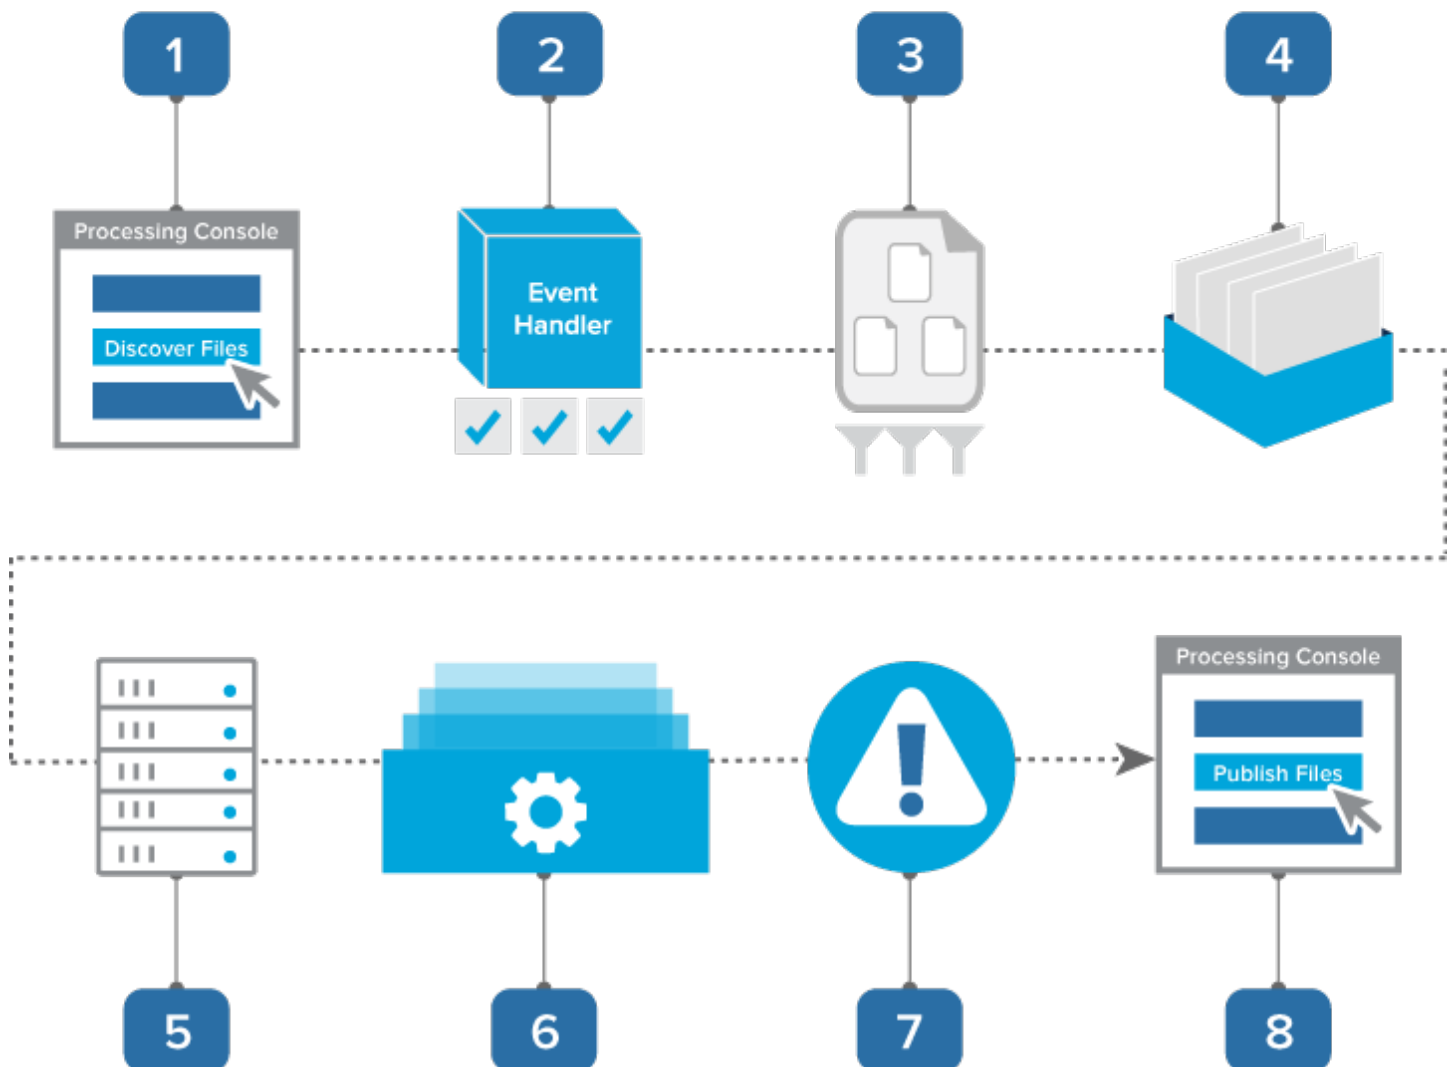 1
2
3
4
Processing Console
Discover Files
Event
Handler
Processing Console
Publish Files
5
6
7
8